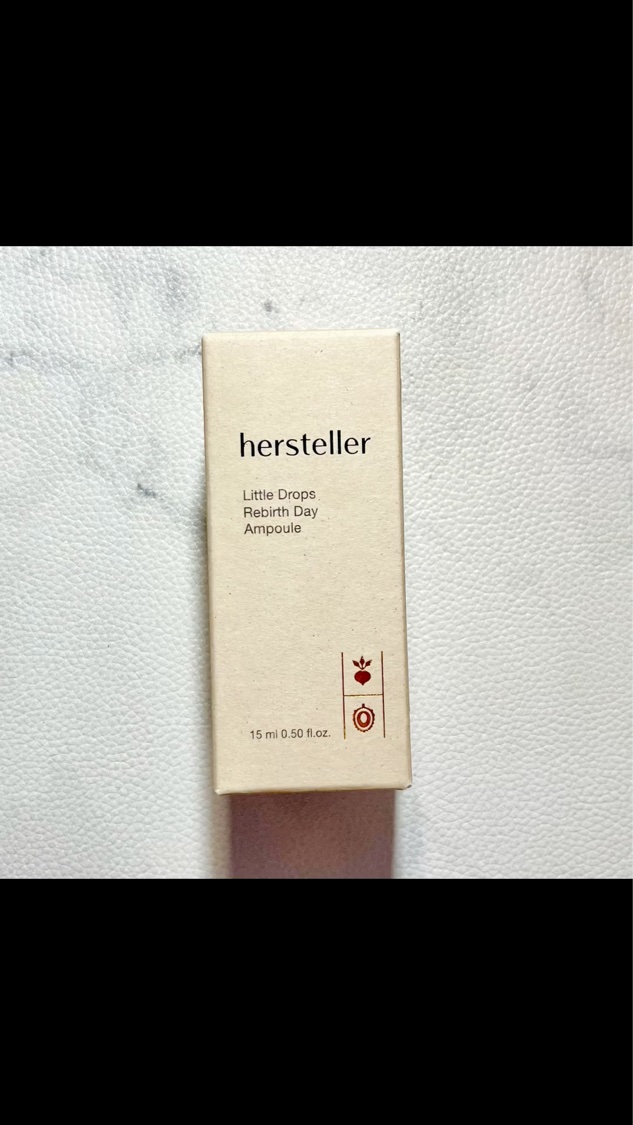 hersteller
Little Drops
Rebirth Day
Ampoule
15 ml 0.50 fl.oz.